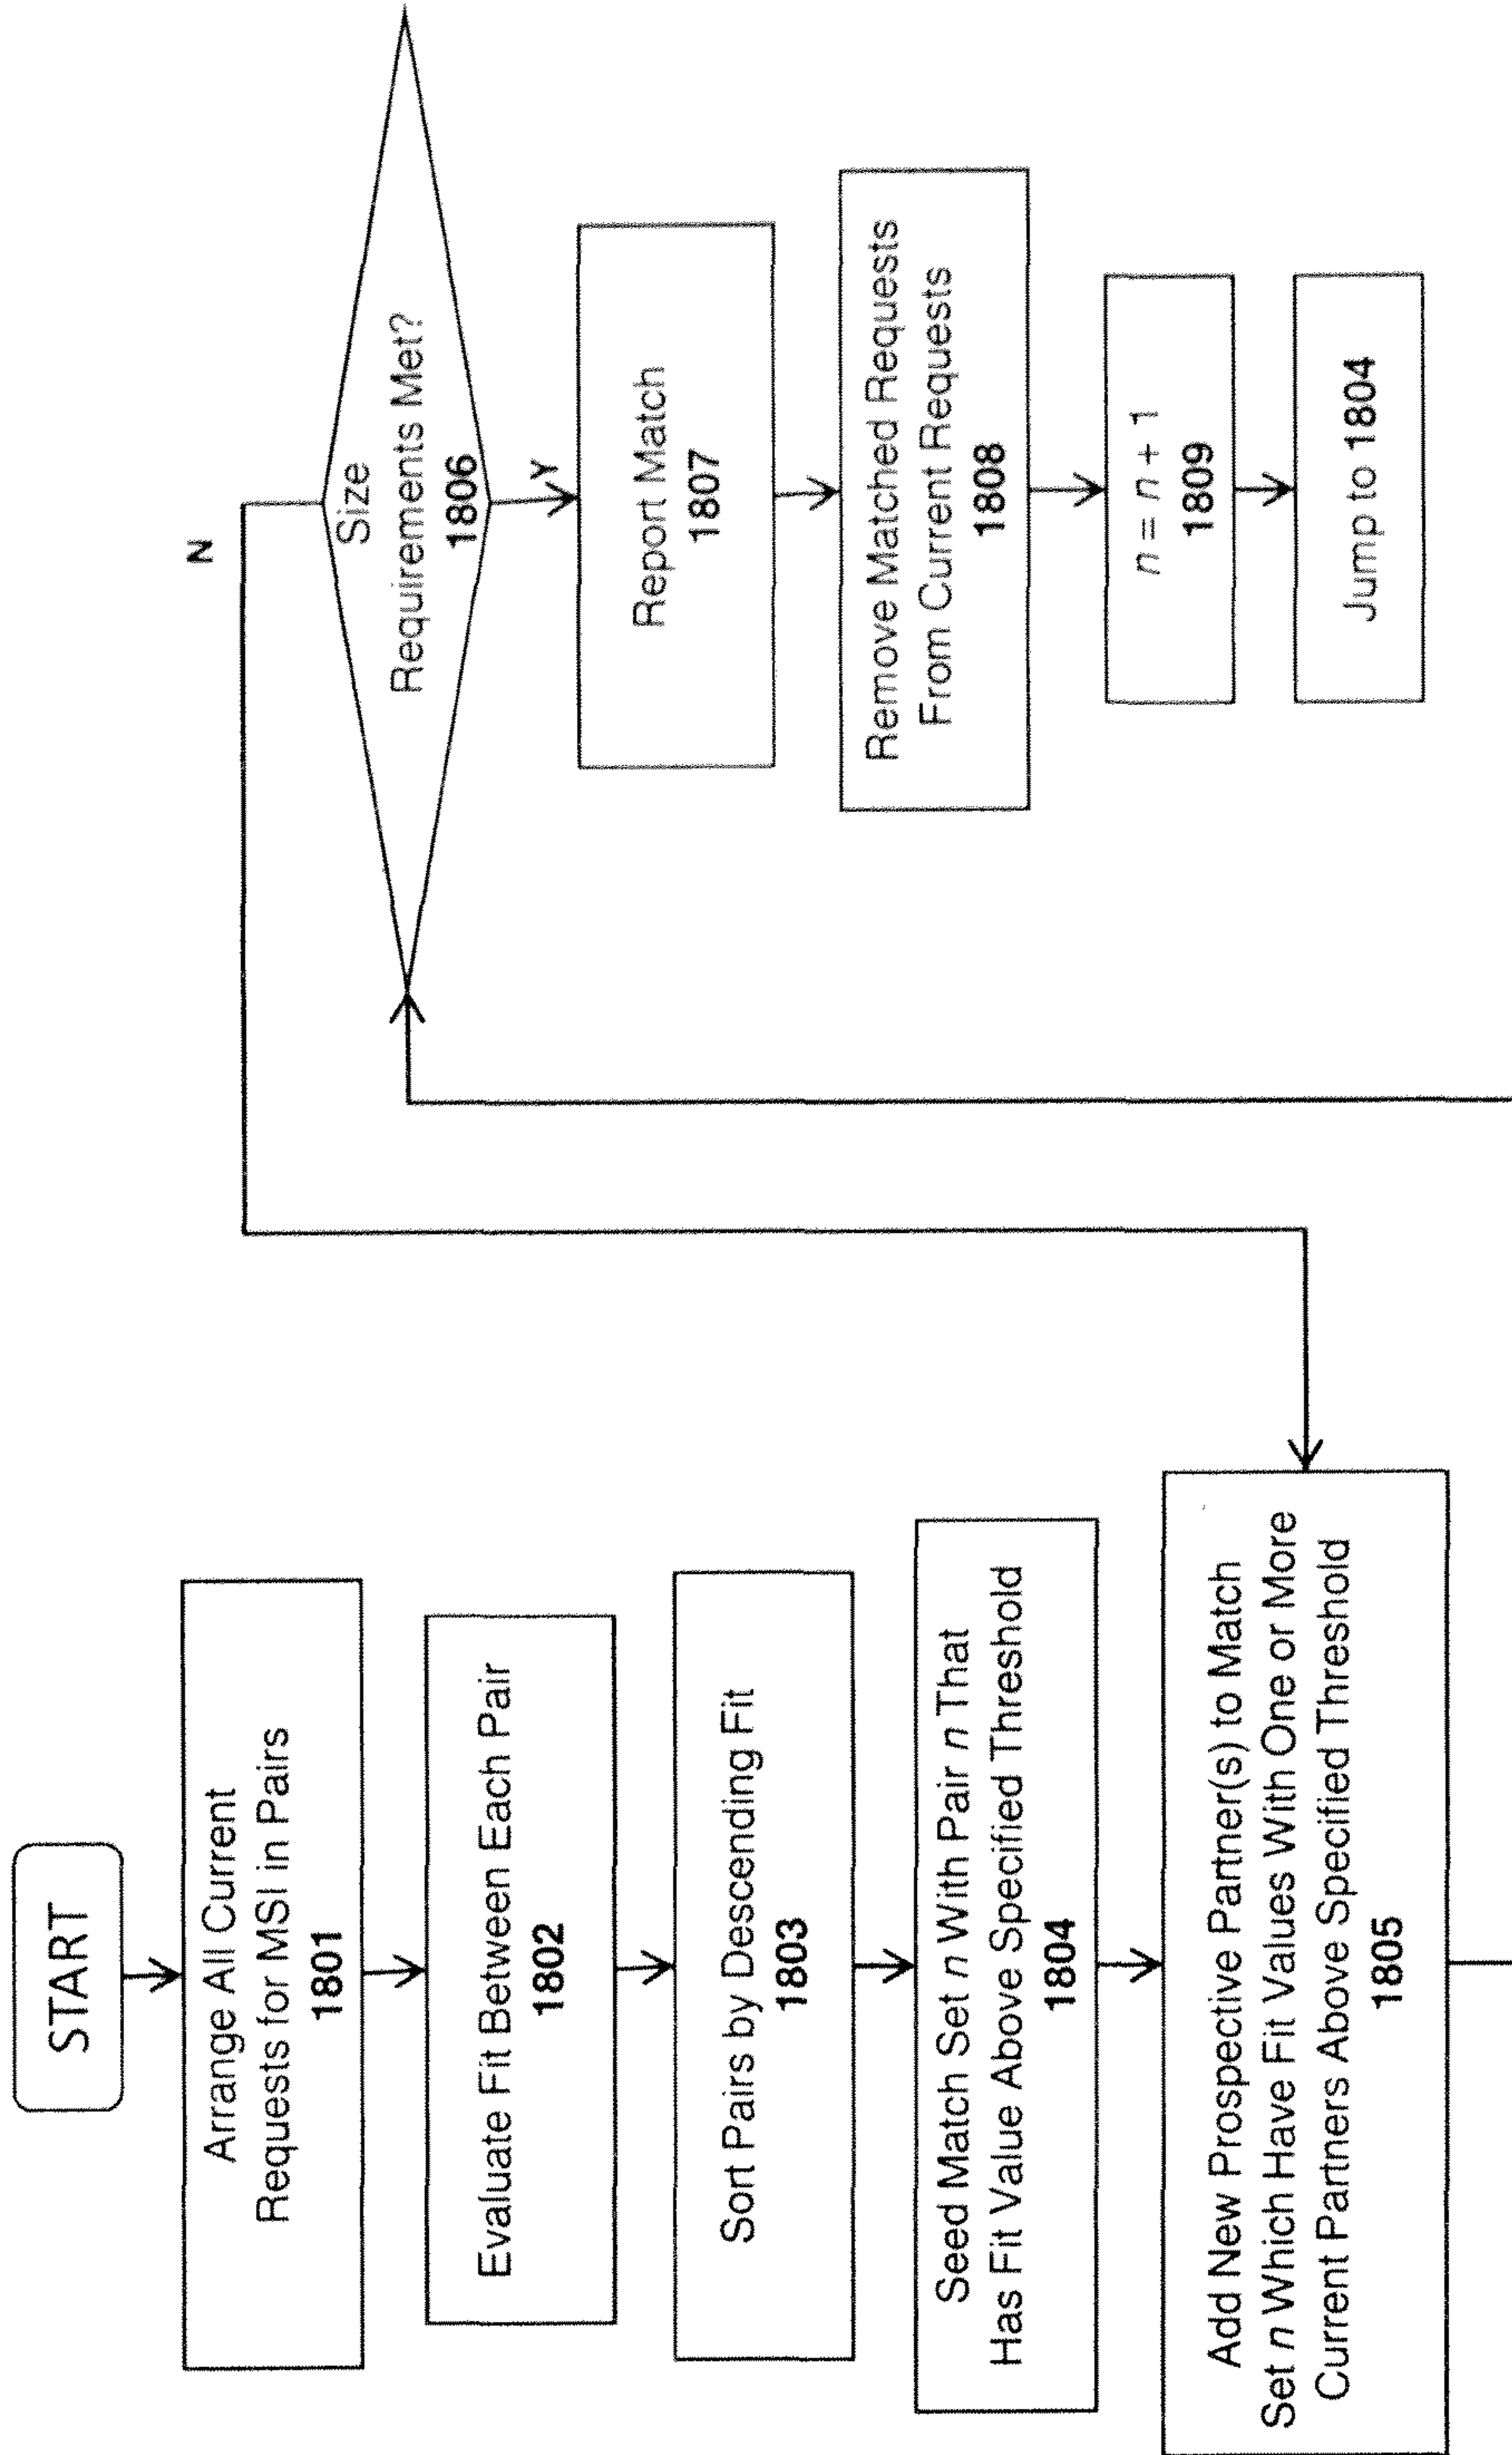 START
Arrange All Current
Requests for MSI in Pairs
1801
Evaluate Fit Between Each Pair
1802
Sort Pairs by Descending Fit
1803
Seed Match Set n With Pair n That
Has Fit Value Above Specified Threshold
1804
Add New Prospective Partner(s) to Match
Set n Which Have Fit Values With One or More
Current Partners Above Specified Threshold
1805
N
Size
Requirements Met?
1806
Y
Report Match
1807
Remove Matched Requests
From Current Requests
1808
n = n + 1
1809
Jump to 1804